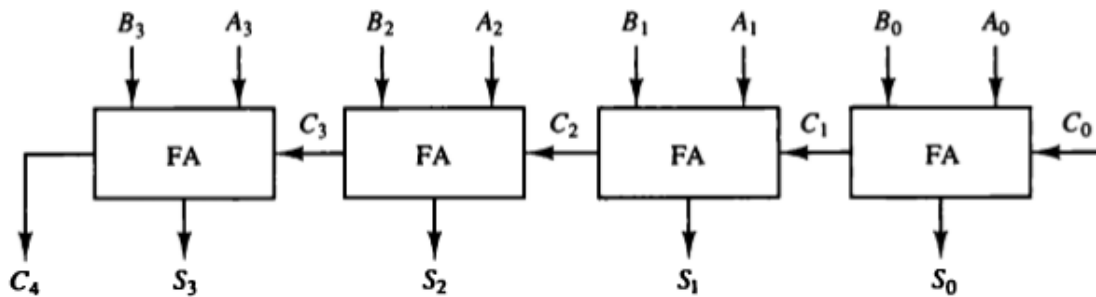 B₃ A₃ B₂ A₂ B₁ A₁ B₀ A₀
C₃ C₂ C₁ C₀
FA FA FA FA
C₄ S₃ S₂ S₁ S₀